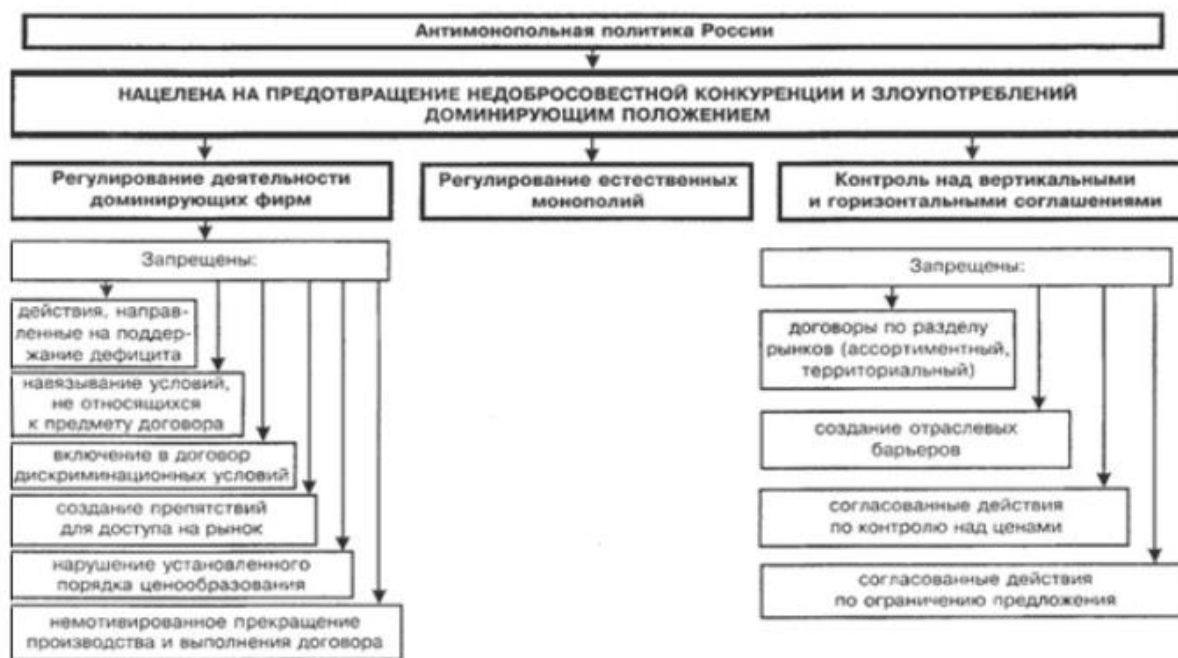 Антимонопольная политика России
НАЦЕЛЕНА НА ПРЕДОТВРАЩЕНИЕ НЕДОБРОСОВЕСТНОЙ КОНКУРЕНЦИИ И ЗЛОУПОТРЕБЛЕНИЙ
ДОМИНИРУЮЩИМ ПОЛОЖЕНИЕМ
Регулирование деятельности
доминирующих фирм
Регулирование естественных
монополий
Контроль над вертикальными
и горизонтальными соглашениями
Запрещены:
действия, направ-
ленные на поддер-
жание дефицита
навязывание условий,
не относящихся
к предмету договора
включение в договор
дискриминационных условий
создание препятствий
для доступа на рынок
нарушение установленного
порядка ценообразования
немотивированное прекращение
производства и выполнения договора
Запрещены:
договоры по разделу
рынков (ассортиментный,
территориальный)
создание отраслевых
барьеров
согласованные действия
по контролю над ценами
согласованные действия
по ограничению предложения